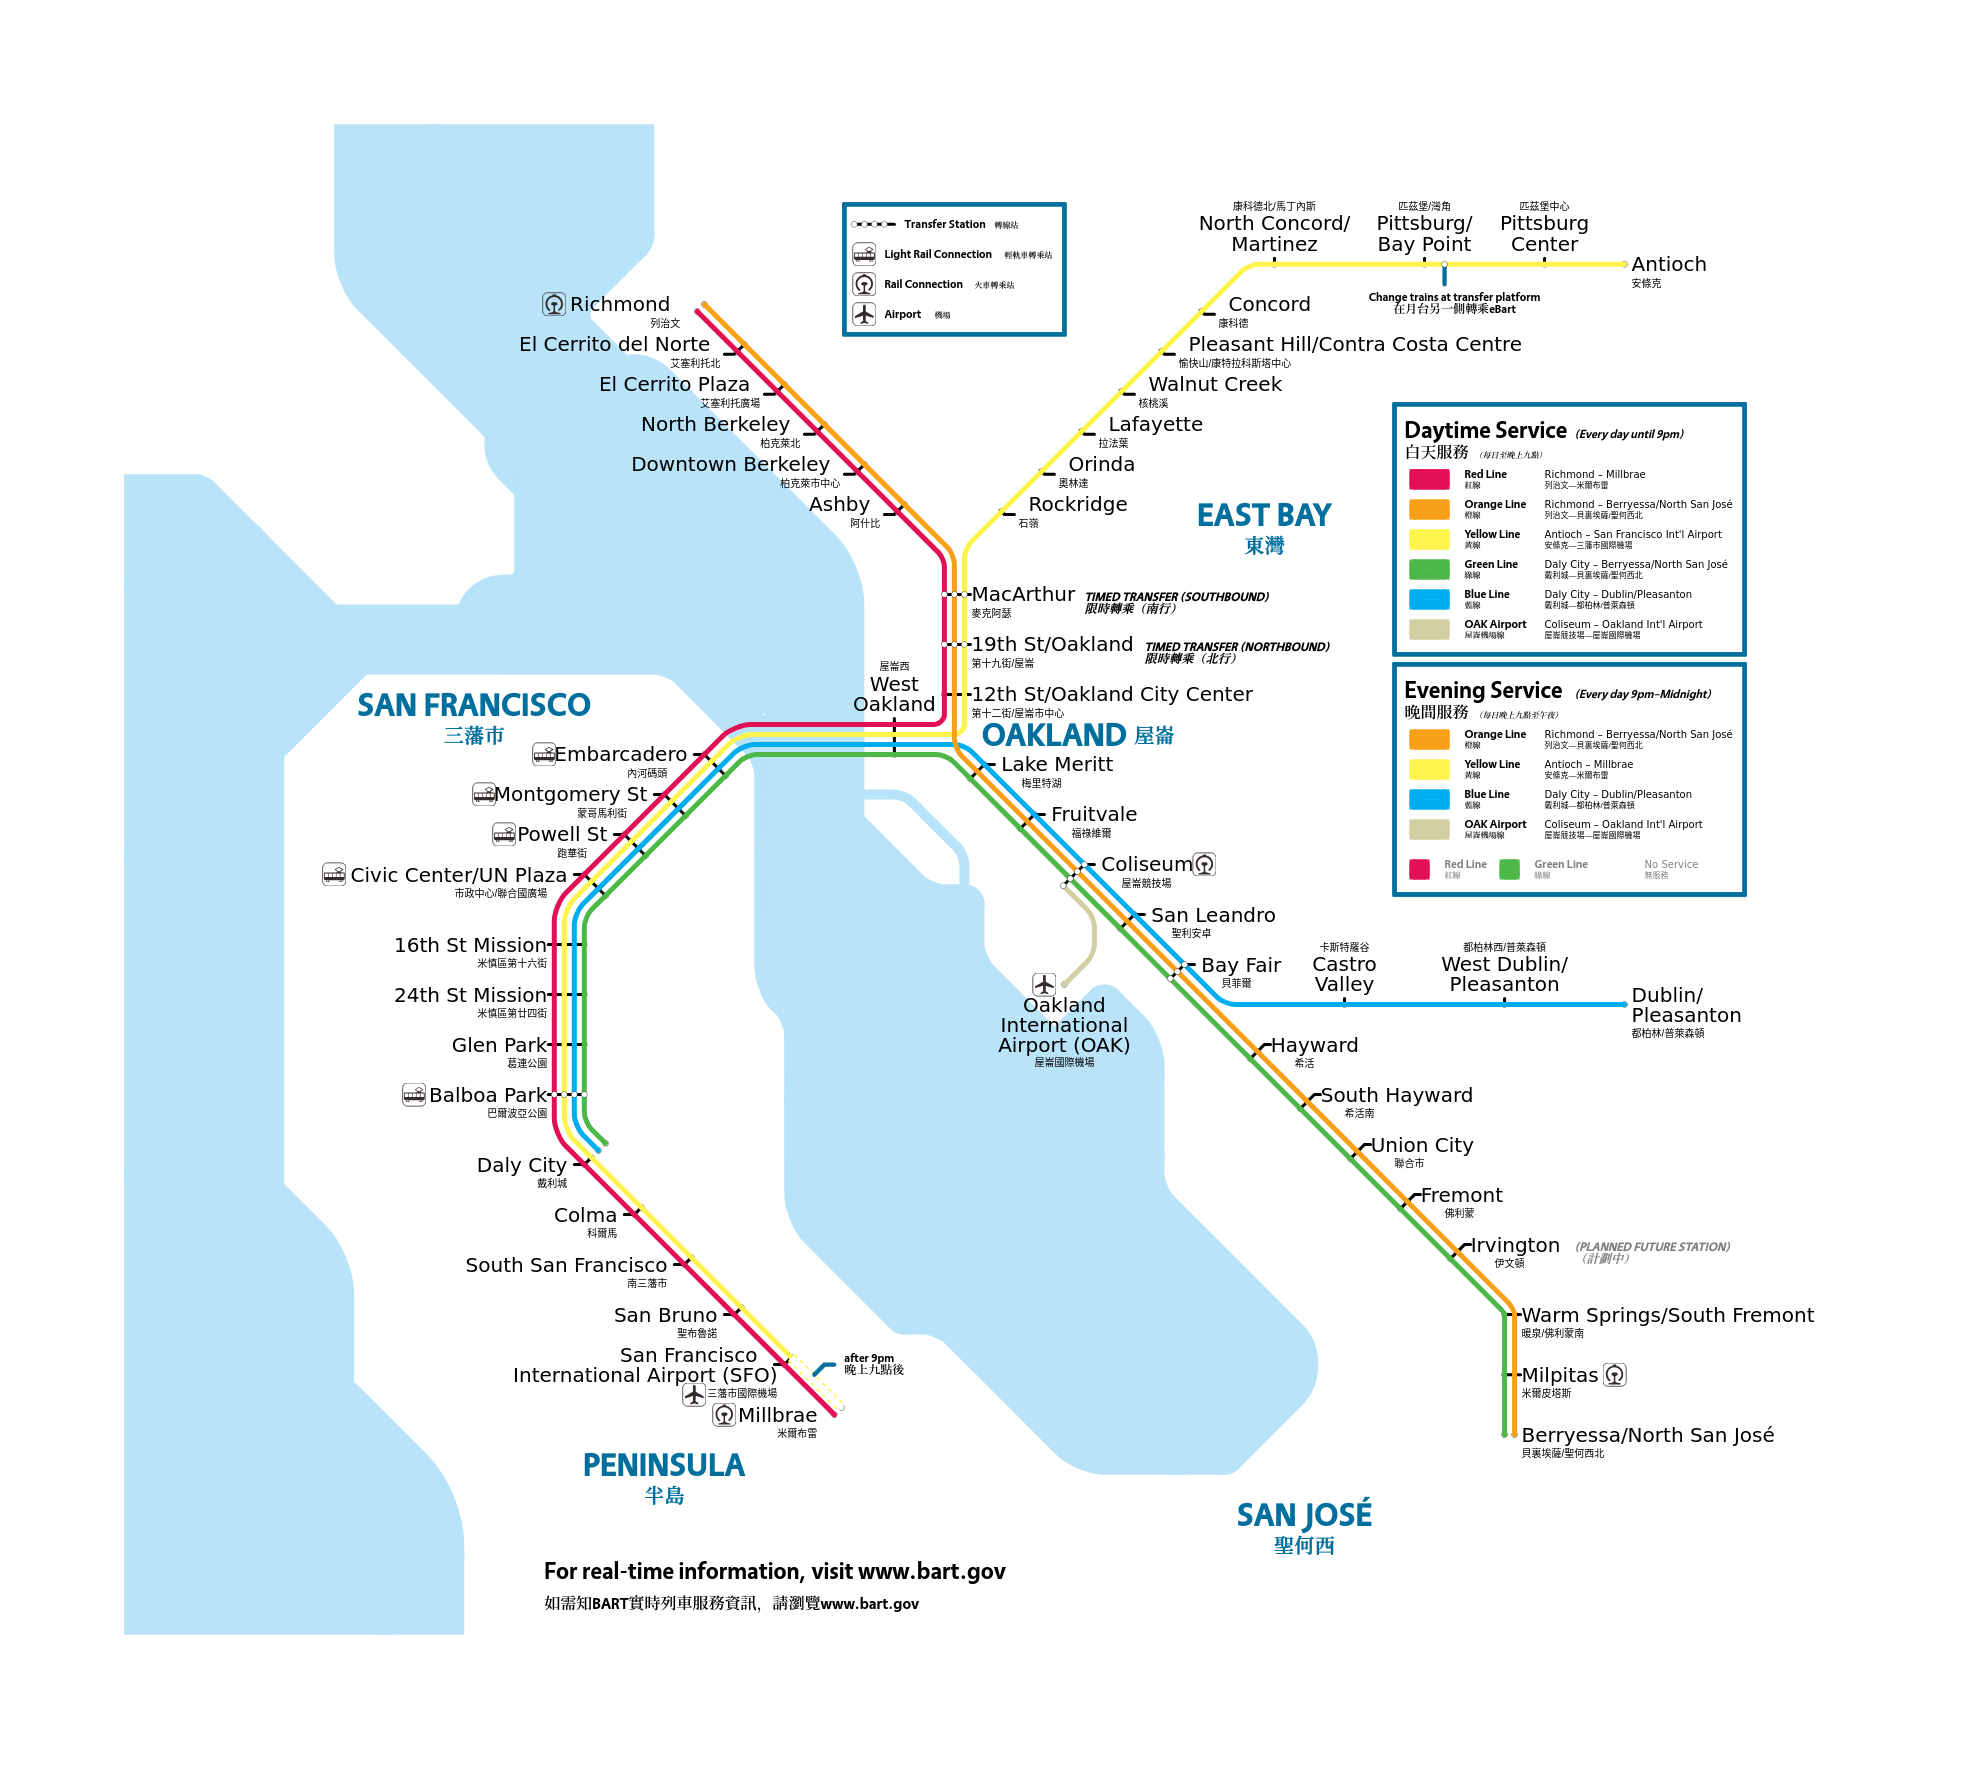 Transfer Station 轉線站
Light Rail Connection 輕軌車轉乘站
Rail Connection 火車轉乘站
Airport 機場
康科德北/馬丁內斯
North Concord/
Martinez
匹茲堡/灣角
Pittsburg/
Bay Point
匹茲堡中心
Pittsburg
Center
Antioch
安條克
Change trains at transfer platform
在月台另一側轉乘eBart
Concord
康科德
Pleasant Hill/Contra Costa Centre
愉快山/康特拉科斯塔中心
Walnut Creek
核桃溪
Lafayette
拉法葉
Orinda
奧林達
Rockridge
石嶺
Richmond
列治文
El Cerrito del Norte
艾塞利托北
El Cerrito Plaza
艾塞利托廣場
North Berkeley
柏克萊北
Downtown Berkeley
柏克萊市中心
Ashby
阿什比
EAST BAY
東灣
Daytime Service (Every day until 9pm)
白天服務 （每日至晚上九點）
Red Line Richmond – Millbrae
紅線 列治文—米爾布雷
Orange Line Richmond – Berryessa/North San José
橙線 列治文—貝裏埃薩/聖何西北
Yellow Line Antioch – San Francisco Int'l Airport
黃線 安條克—三藩市國際機場
Green Line Daly City – Berryessa/North San José
綠線 戴利城—貝裏埃薩/聖何西北
Blue Line Daly City – Dublin/Pleasanton
藍線 戴利城—都柏林/普萊森頓
OAK Airport Coliseum – Oakland Int'l Airport
屋崙機場線 屋崙競技場—屋崙國際機場
Evening Service (Every day 9pm–Midnight)
晚間服務 （每日晚上九點至午夜）
Orange Line Richmond – Berryessa/North San José
橙線 列治文—貝裏埃薩/聖何西北
Yellow Line Antioch – Millbrae
黃線 安條克—米爾布雷
Blue Line Daly City – Dublin/Pleasanton
藍線 戴利城—都柏林/普萊森頓
OAK Airport Coliseum – Oakland Int'l Airport
屋崙機場線 屋崙競技場—屋崙國際機場
Red Line Green Line No Service
紅線 綠線 無服務
MacArthur TIMED TRANSFER (SOUTHBOUND)
麥克阿瑟 限時轉乘（南行）
19th St/Oakland TIMED TRANSFER (NORTHBOUND)
第十九街/屋崙 限時轉乘（北行）
12th St/Oakland City Center
第十二街/屋崙市中心
屋崙西
West
Oakland
OAKLAND 屋崙
SAN FRANCISCO
三藩市
Embarcadero
內河碼頭
Montgomery St
蒙哥馬利街
Powell St
跑華街
Civic Center/UN Plaza
市政中心/聯合國廣場
16th St Mission
米慎區第十六街
24th St Mission
米慎區第廿四街
Glen Park
葛連公園
Balboa Park
巴爾波亞公園
Daly City
戴利城
Colma
科爾馬
South San Francisco
南三藩市
San Bruno
聖布魯諾
San Francisco
International Airport (SFO)
三藩市國際機場
Millbrae
米爾布雷
after 9pm
晚上九點後
PENINSULA
半島
Lake Meritt
梅里特湖
Fruitvale
福祿維爾
Coliseum
屋崙競技場
San Leandro
聖利安卓
Bay Fair
貝菲爾
Oakland
International
Airport (OAK)
屋崙國際機場
卡斯特羅谷
Castro
Valley
都柏林西/普萊森頓
West Dublin/
Pleasanton
Dublin/
Pleasanton
都柏林/普萊森頓
Hayward
希活
South Hayward
希活南
Union City
聯合市
Fremont
佛利蒙
Irvington (PLANNED FUTURE STATION)
伊文頓 （計劃中）
Warm Springs/South Fremont
暖泉/佛利蒙南
Milpitas
米爾皮塔斯
Berryessa/North San José
貝裏埃薩/聖何西北
SAN JOSÉ
聖何西
For real-time information, visit www.bart.gov
如需知BART實時列車服務資訊，請瀏覽www.bart.gov